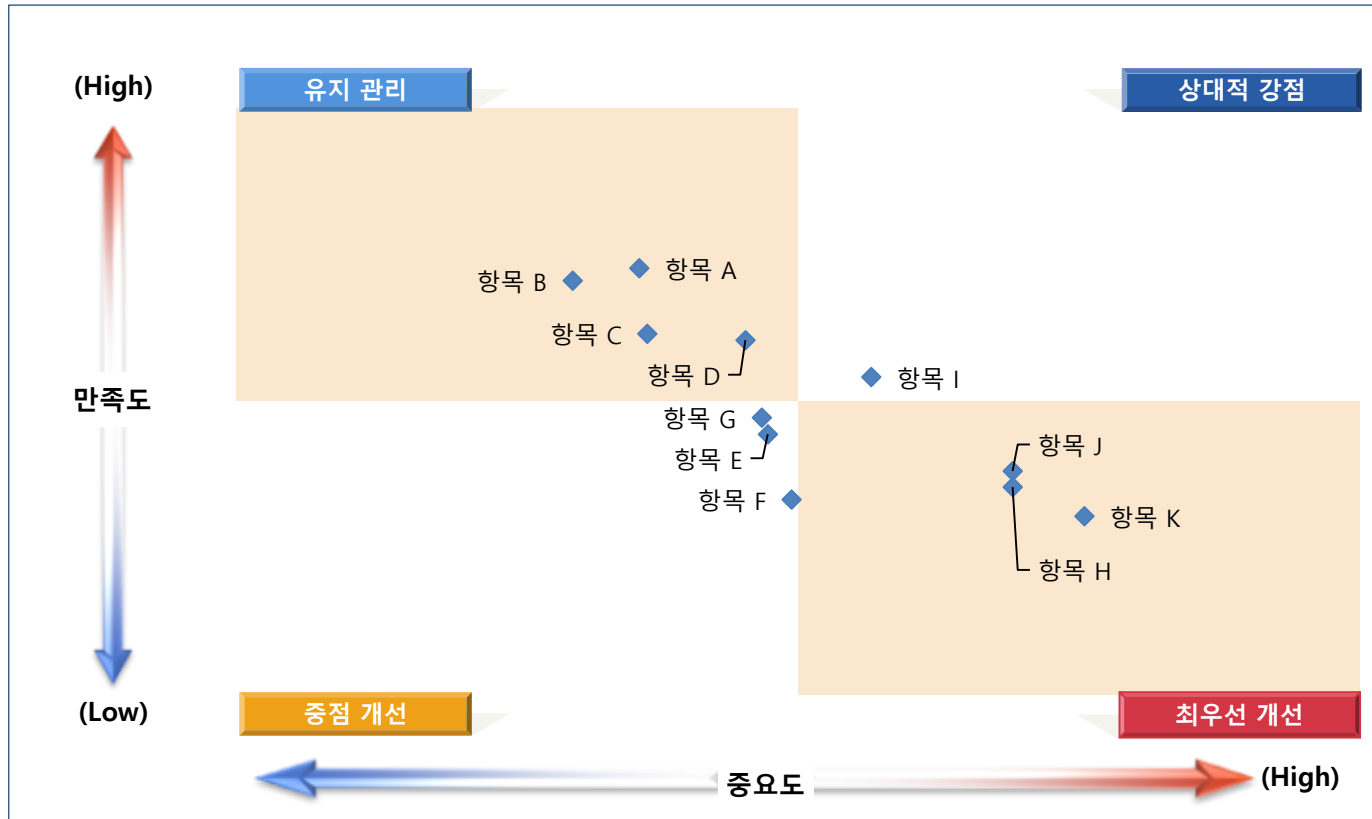 (High)
유지 관리
상대적 강점
항목 A
항목 B
항목 C
항목 D
항목 I
만족도
항목 G
항목 E
항목 J
항목 F
항목 K
항목 H
(Low)
중점 개선
최우선 개선
중요도
(High)